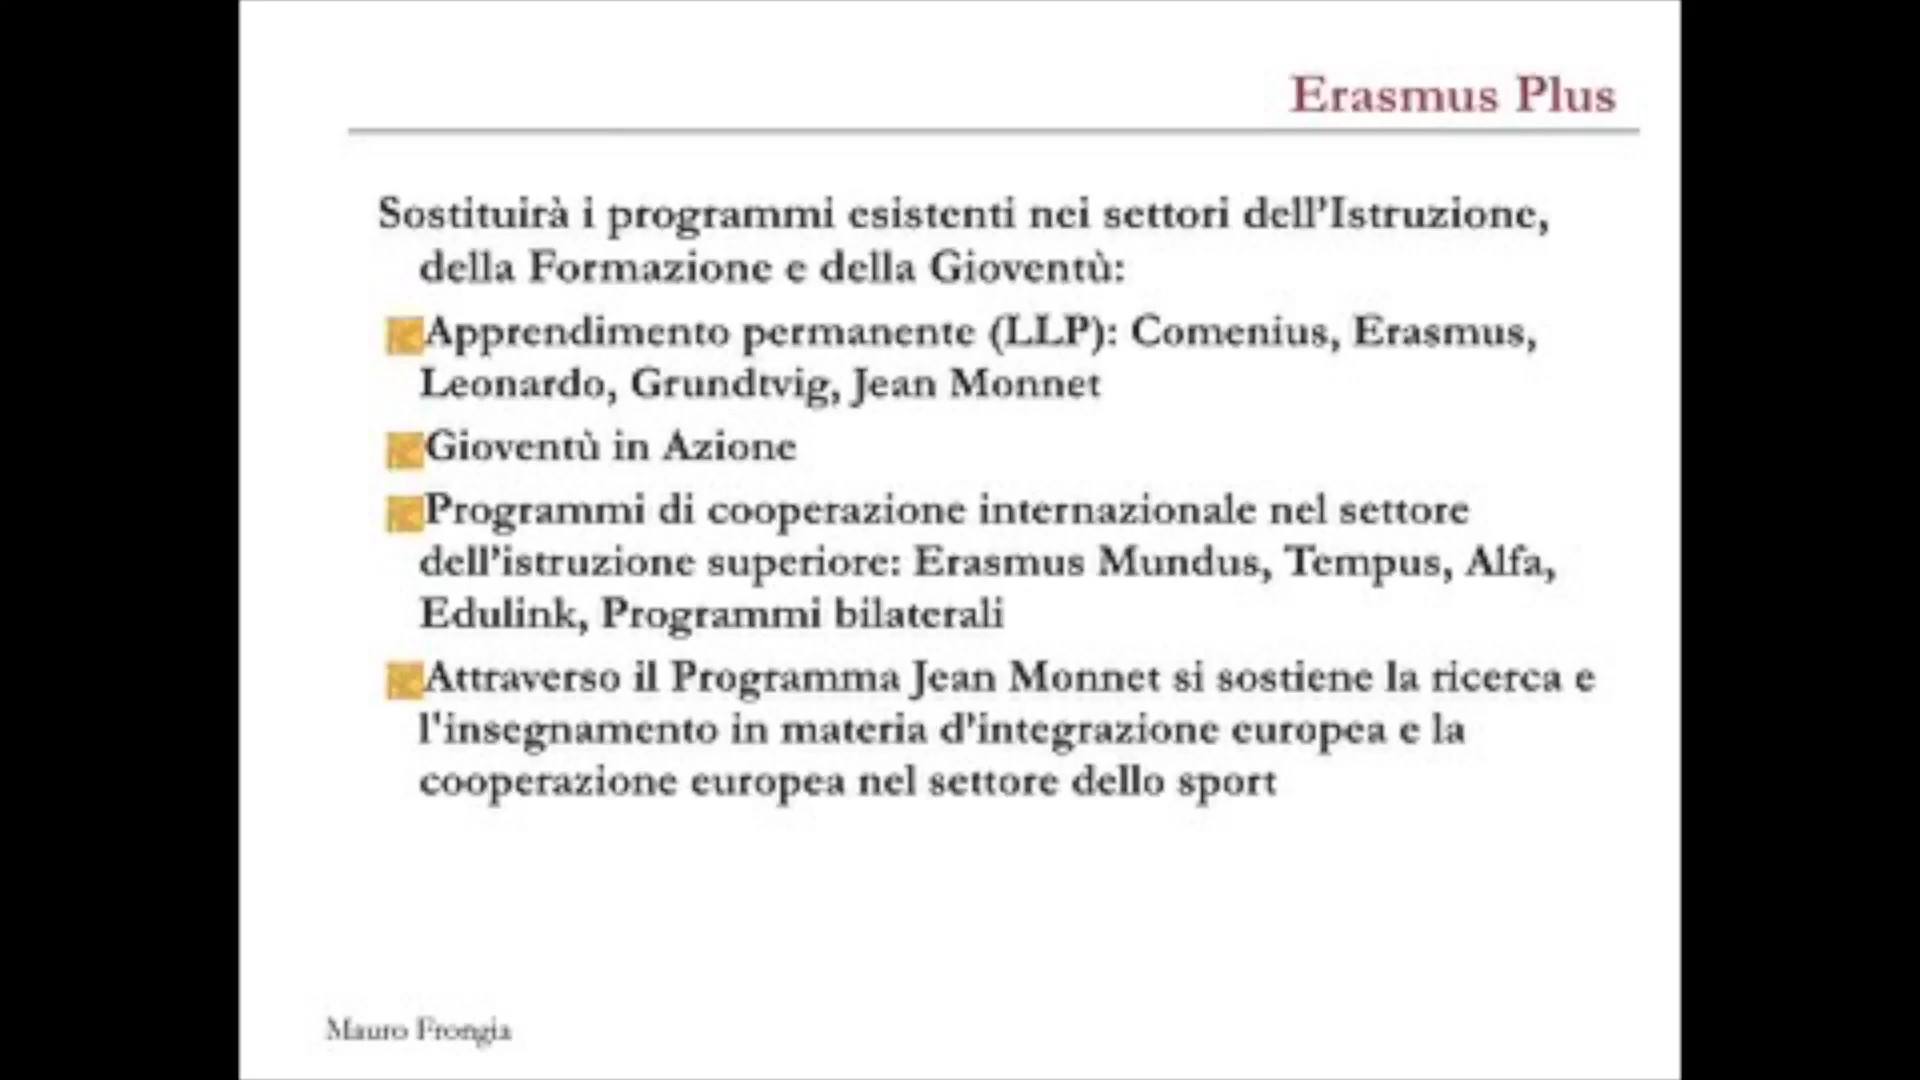 Erasmus Plus
Sostituirà i programmi esistenti nei settori dell'Istruzione,
della Formazione e della Gioventù:
Apprendimento permanente (LLP): Comenius, Erasmus,
Leonardo, Grundtvig, Jean Monnet
Gioventù in Azione
Programmi di cooperazione internazionale nel settore
dell'istruzione superiore: Erasmus Mundus, Tempus, Alfa,
Edulink, Programmi bilaterali
Attraverso il Programma Jean Monnet si sostiene la ricerca e
l'insegnamento in materia d'integrazione europea e la
cooperazione europea nel settore dello sport
Mauro Frongia